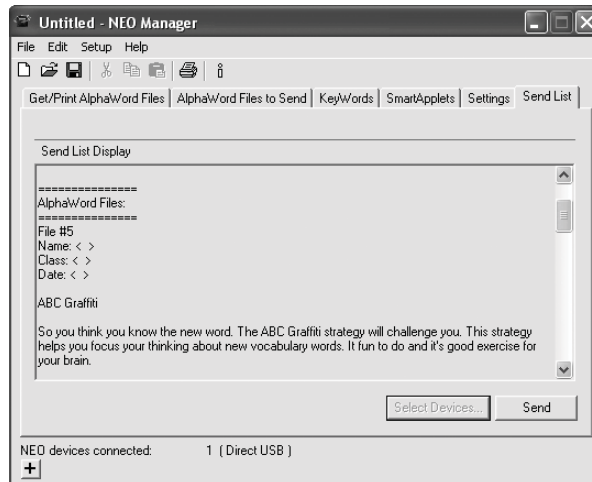 Untitled - NEO Manager
File Edit Setup Help
Get/Print AlphaWord Files AlphaWord Files to Send KeyWords SmartApplets Settings Send List
Send List Display
===============
AlphaWord Files:
===============
File #5
Name: < >
Class: < >
Date: < >
ABC Graffiti
So you think you know the new word. The ABC Graffiti strategy will challenge you. This strategy
helps you focus your thinking about new vocabulary words. It fun to do and it's good exercise for
your brain.
Select Devices... Send
NEO devices connected: 1 ( Direct USB )
+